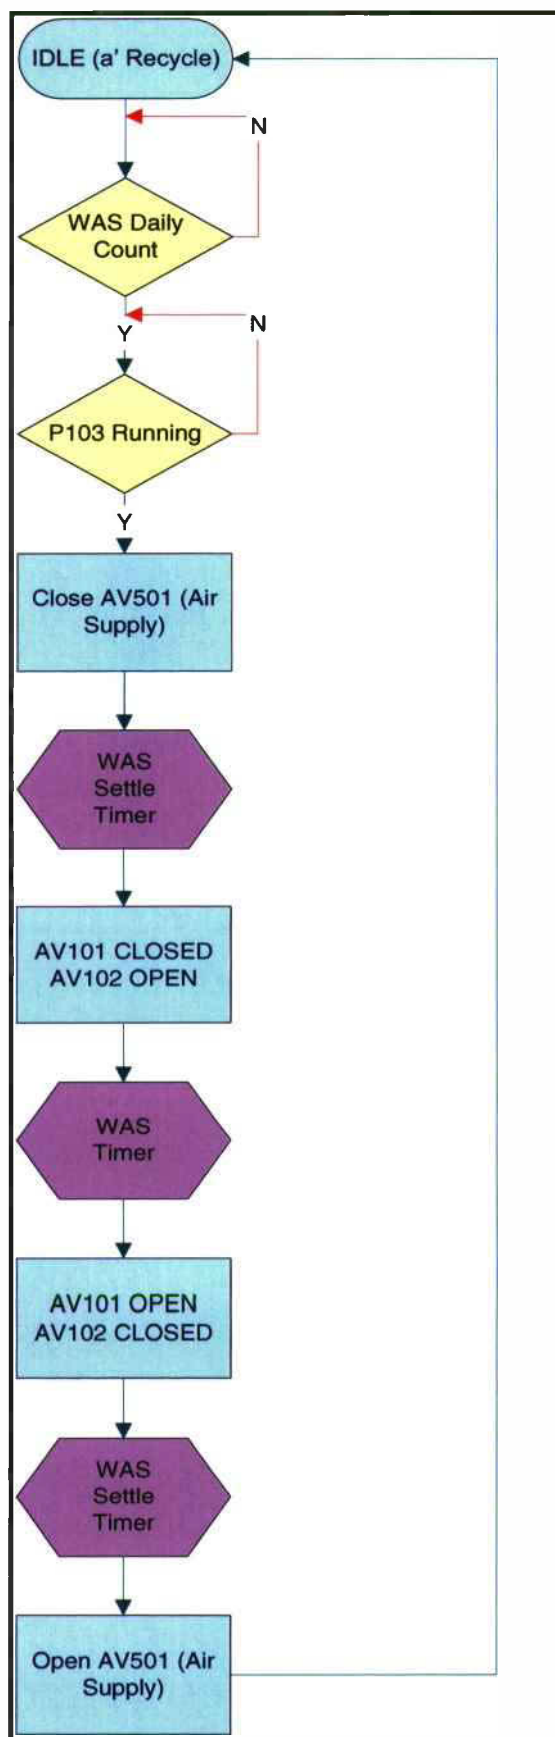 IDLE (a' Recycle)
N
WAS Daily
Count
N
Y
P103 Running
Y
Close AV501 (Air
Supply)
WAS
Settle
Timer
AV101 CLOSED
AV102 OPEN
WAS
Timer
AV101 OPEN
AV102 CLOSED
WAS
Settle
Timer
Open AV501 (Air
Supply)